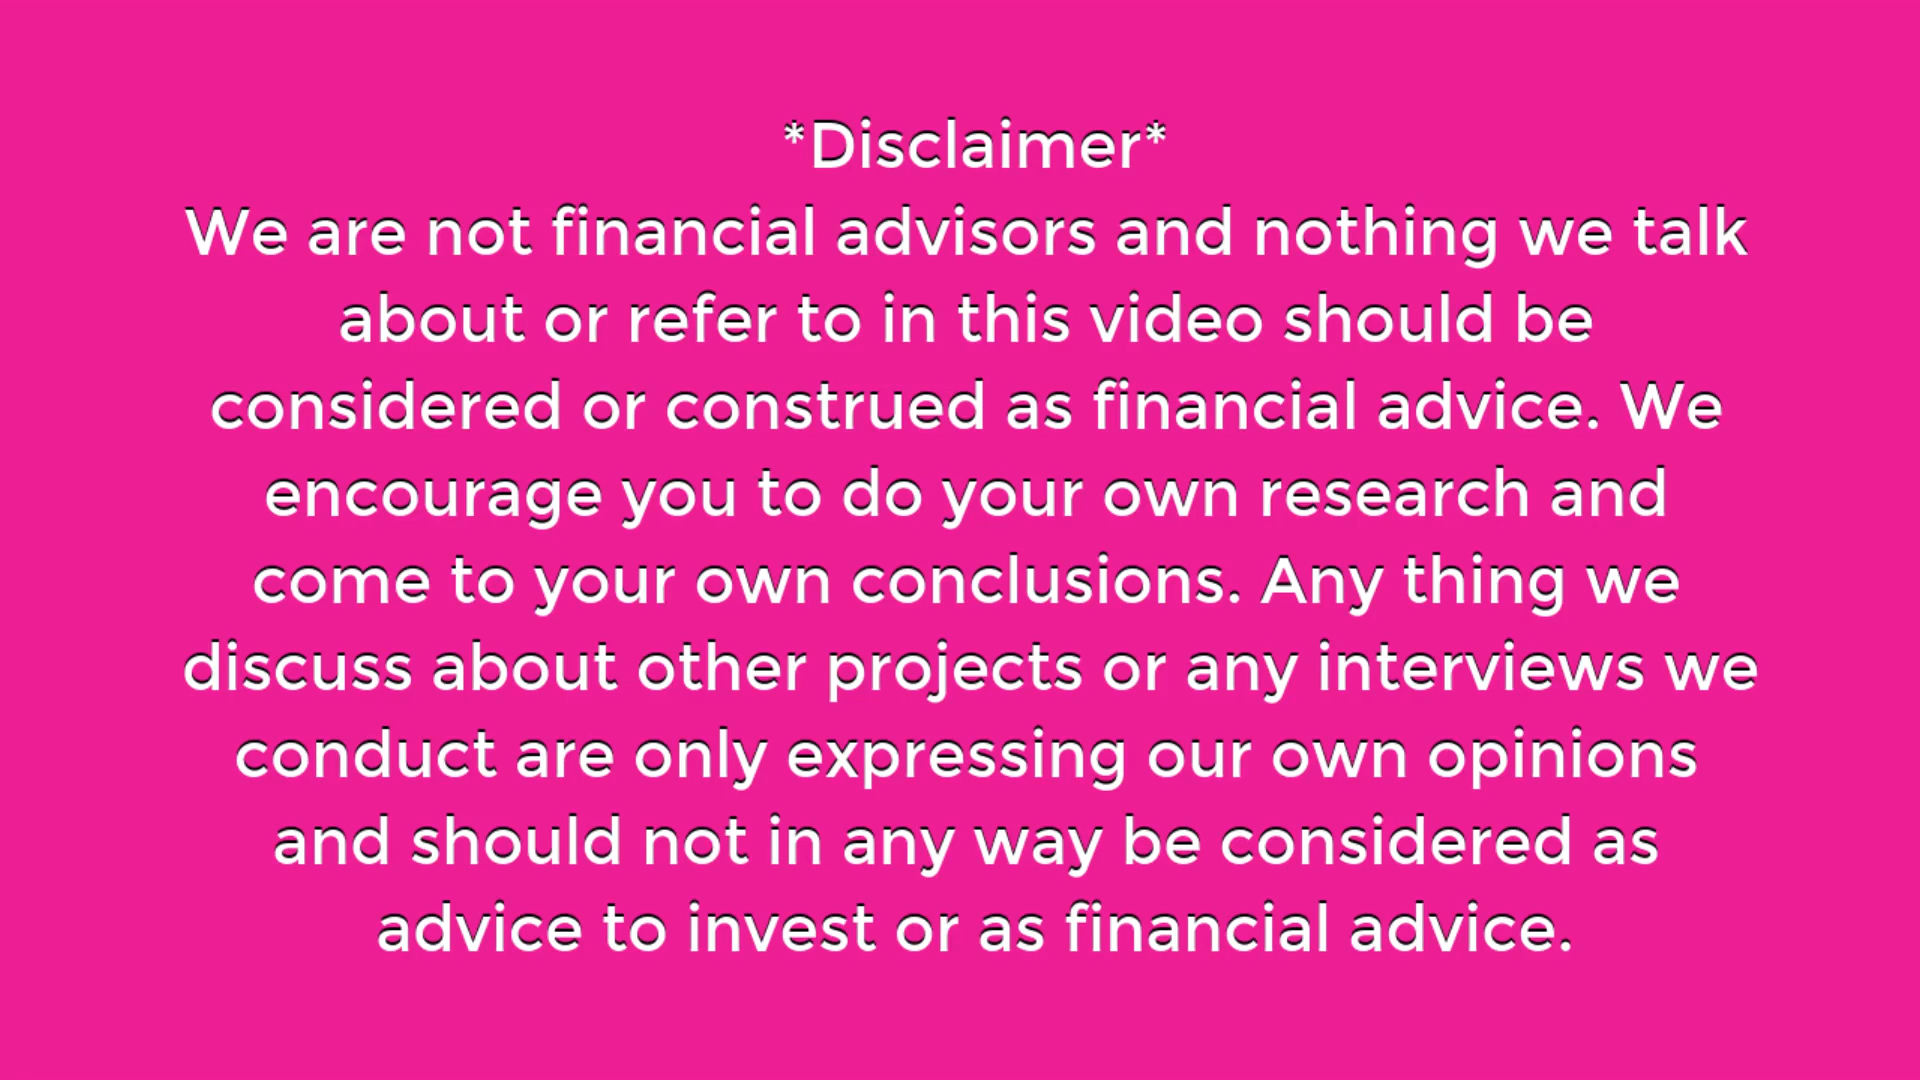 *Disclaimer*
We are not financial advisors and nothing we talk
about or refer to in this video should be
considered or construed as financial advice. We
encourage you to do your own research and
come to your own conclusions. Any thing we
discuss about other projects or any interviews we
conduct are only expressing our own opinions
and should not in any way be considered as
advice to invest or as financial advice.